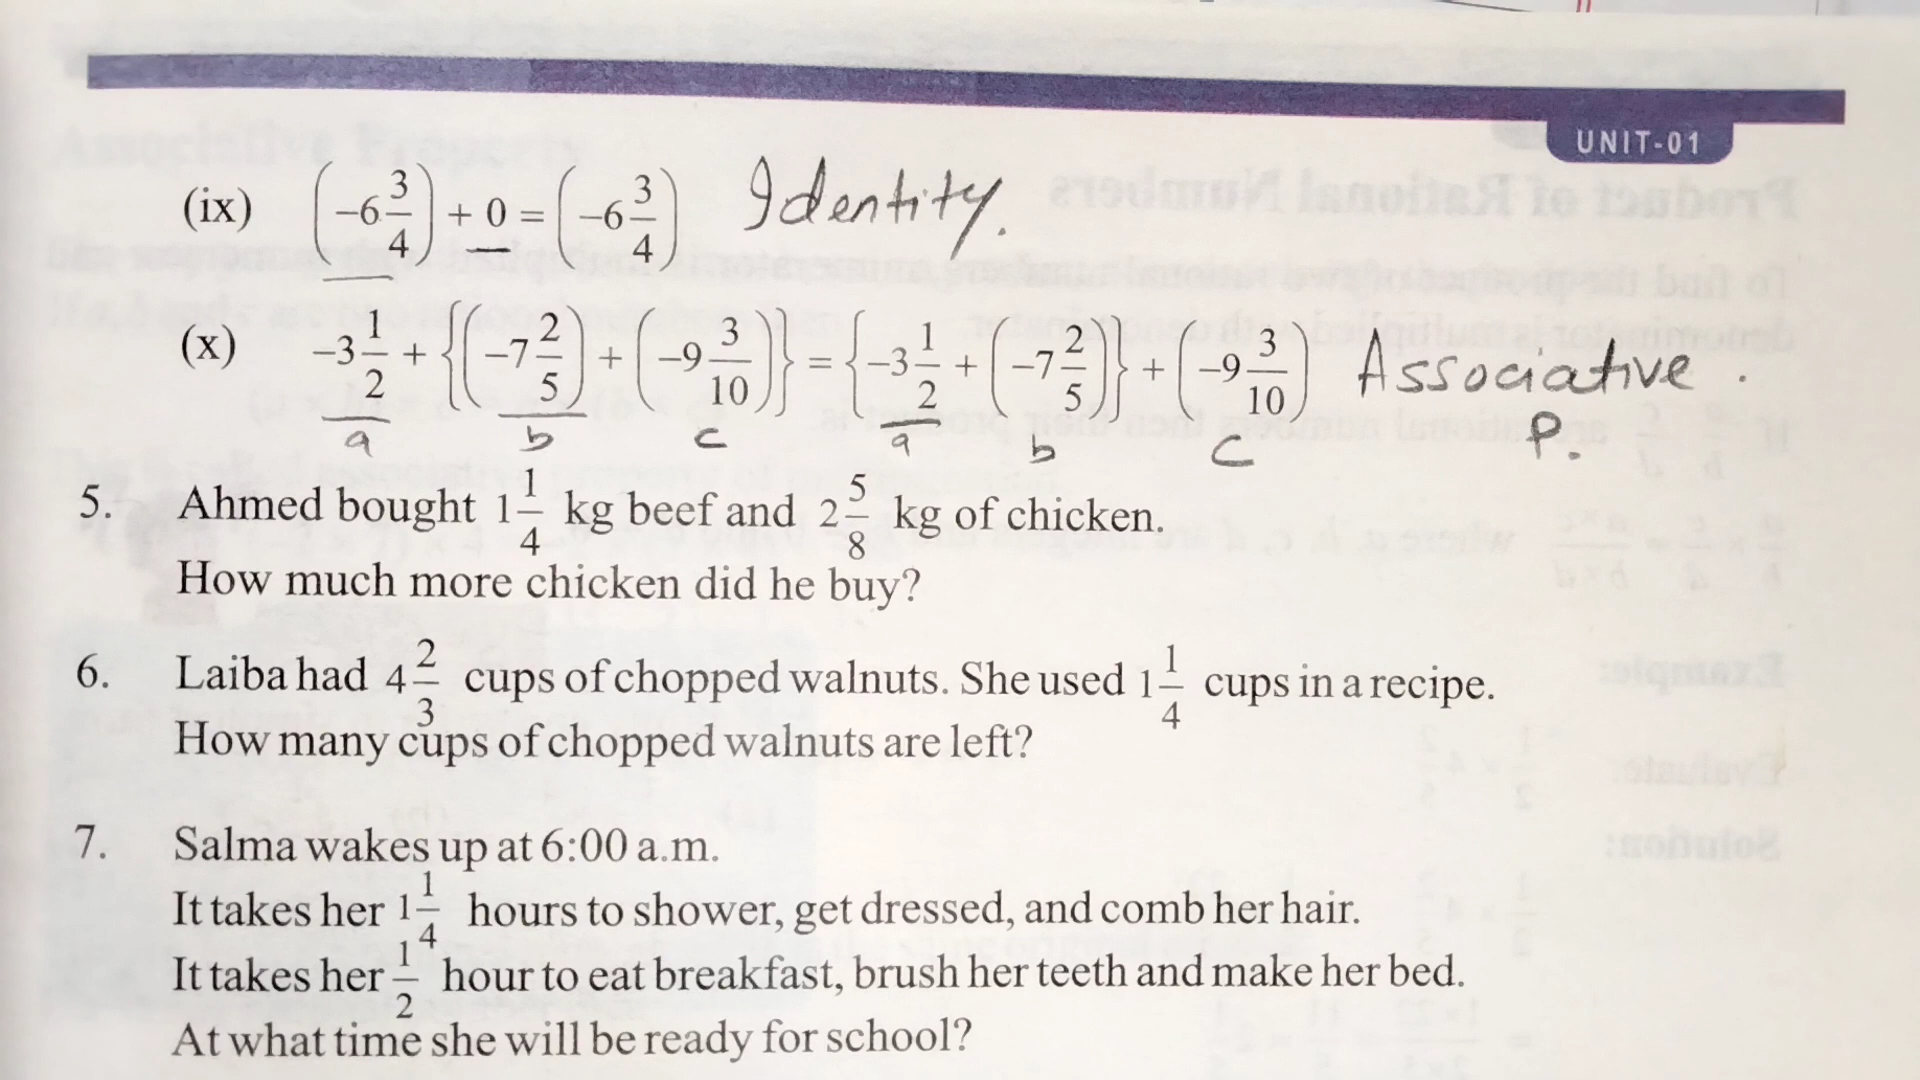 UNIT-01
(ix) (-6 3/4) + 0 = (-6 3/4) Identity.
(x) -3 1/2 + {(-7 2/5) + (-9 3/10)} = {-3 1/2 + (-7 2/5)} + (-9 3/10) Associative P.
a b c a b c
5. Ahmed bought 1 1/4 kg beef and 2 5/8 kg of chicken.
How much more chicken did he buy?
6. Laiba had 4 2/3 cups of chopped walnuts. She used 1 1/4 cups in a recipe.
How many cups of chopped walnuts are left?
7. Salma wakes up at 6:00 a.m.
It takes her 1 1/4 hours to shower, get dressed, and comb her hair.
It takes her 1/2 hour to eat breakfast, brush her teeth and make her bed.
At what time she will be ready for school?